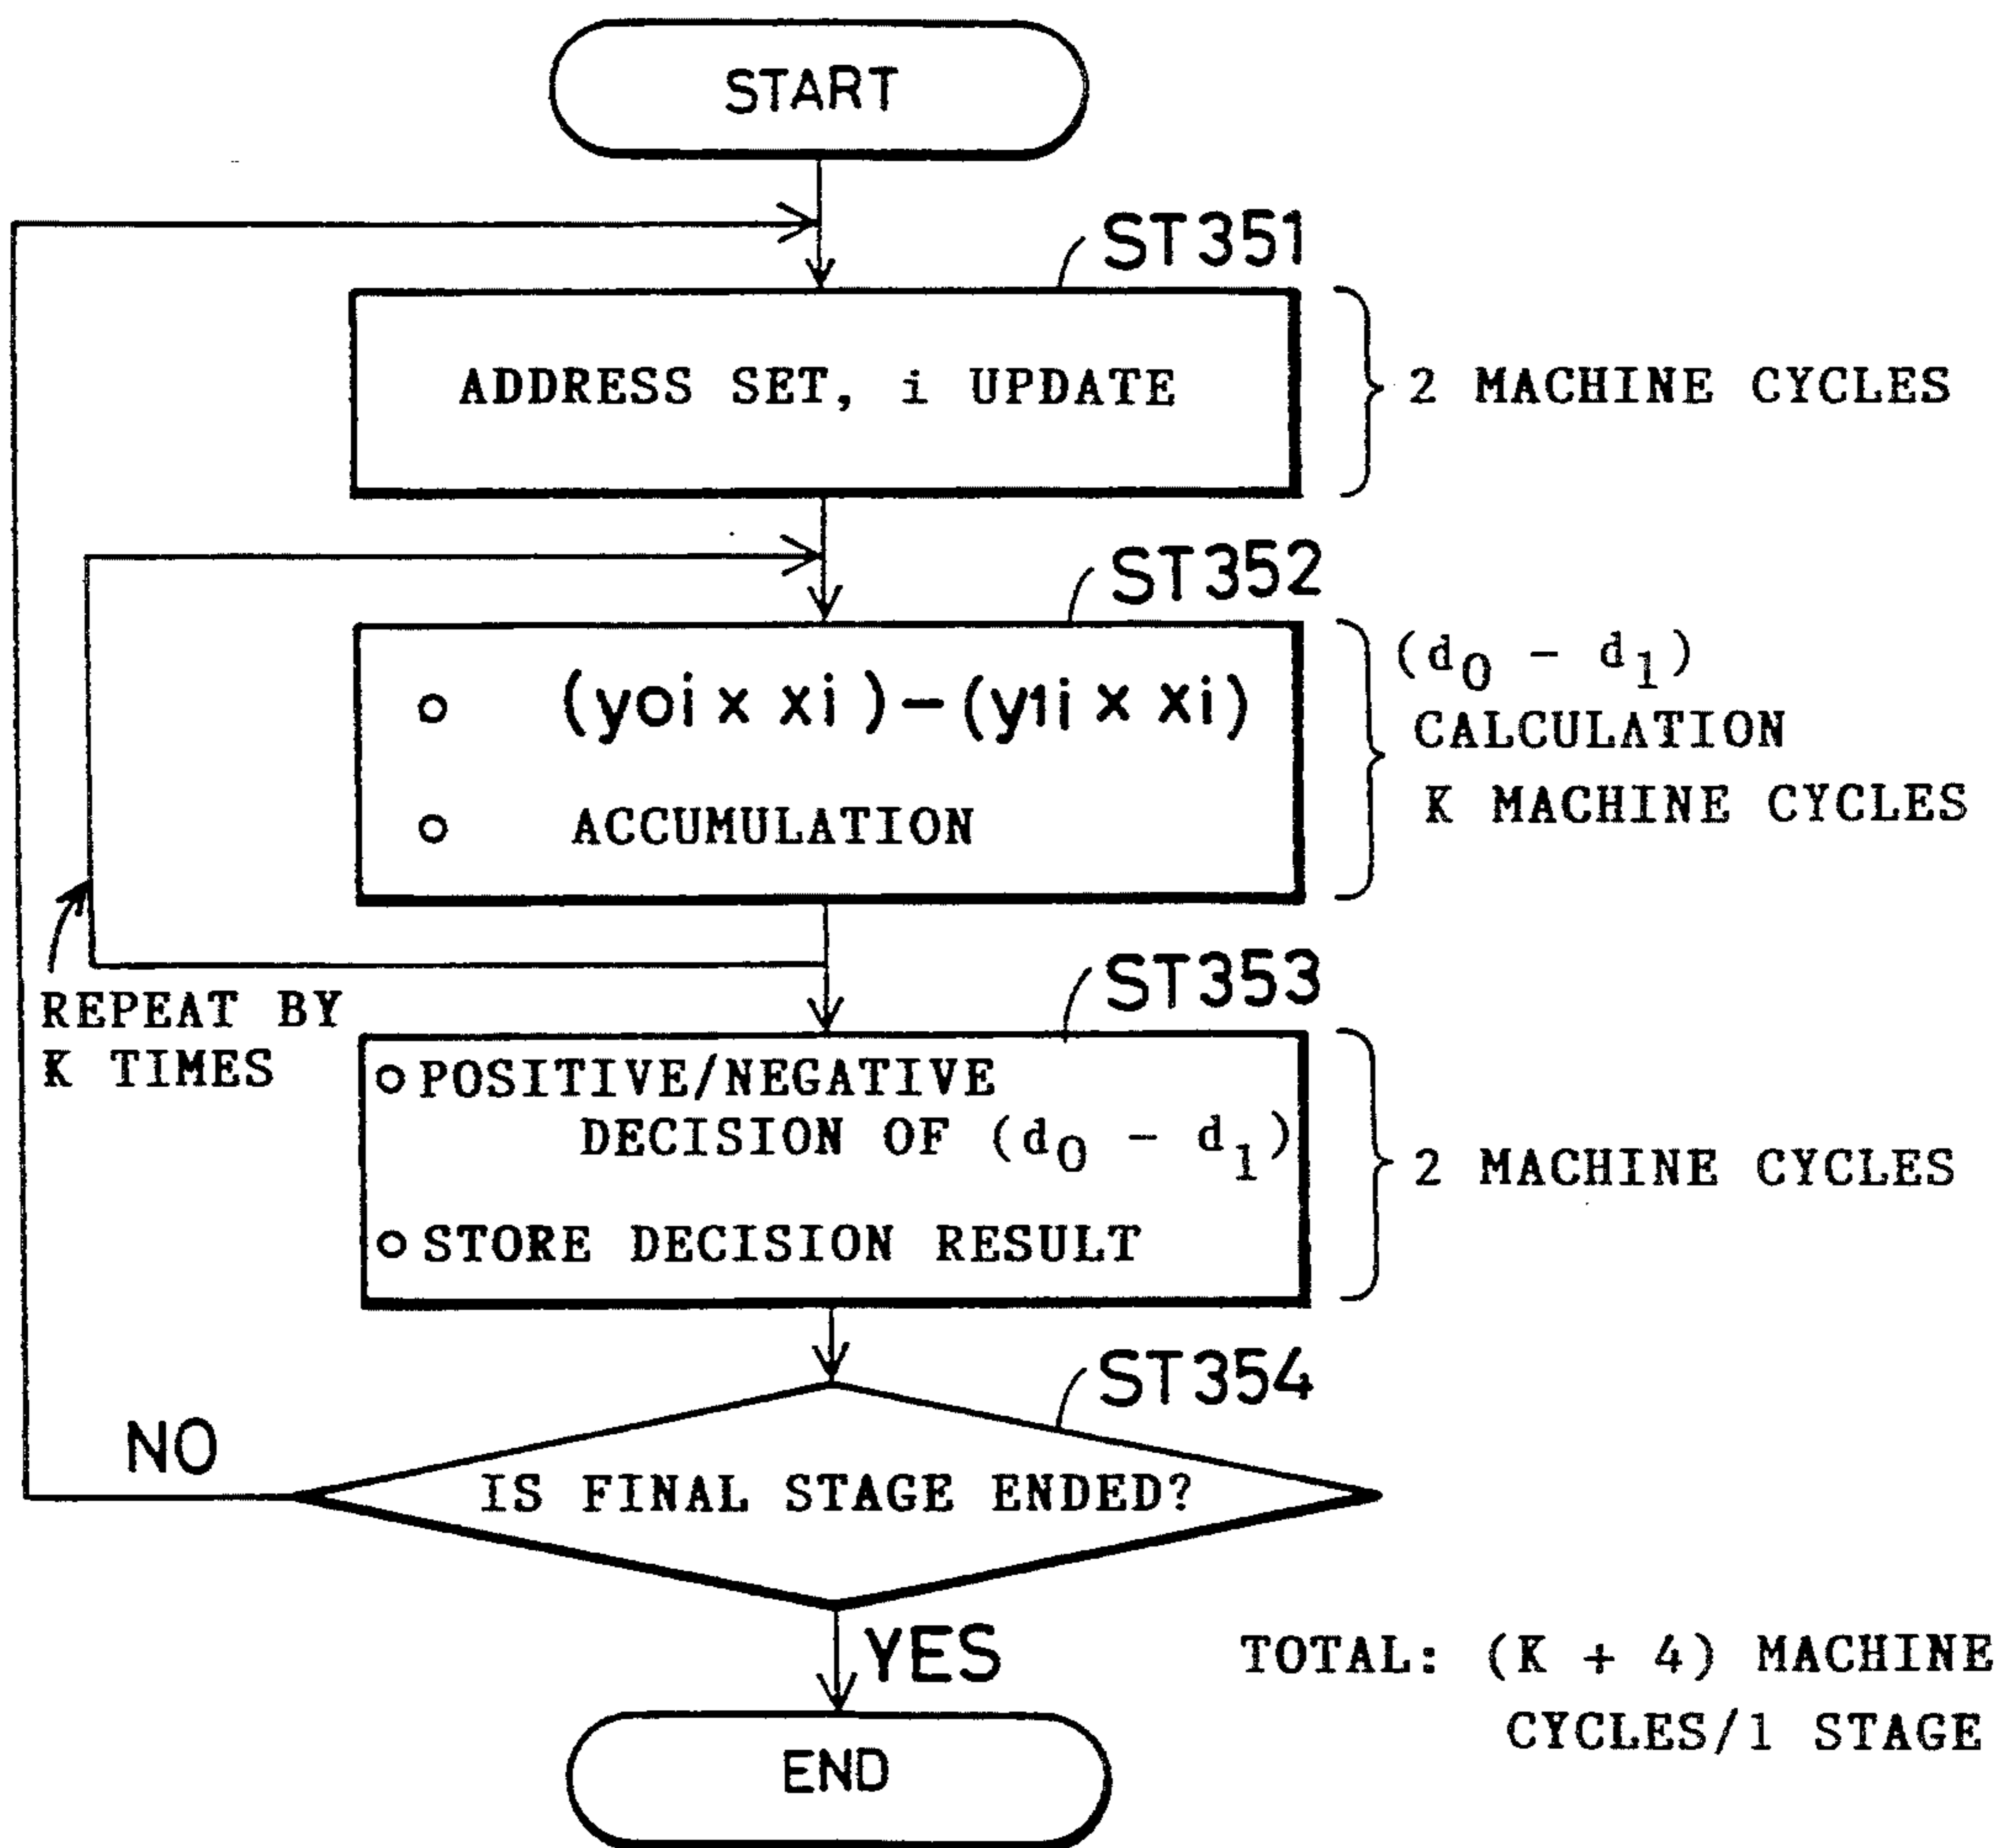 START
ST351
ADDRESS SET, i UPDATE
2 MACHINE CYCLES
ST352
(y0i x xi) - (y1i x xi)
ACCUMULATION
(d0 - d1)
CALCULATION
K MACHINE CYCLES
REPEAT BY
K TIMES
ST353
POSITIVE/NEGATIVE
DECISION OF (d0 - d1)
STORE DECISION RESULT
2 MACHINE CYCLES
ST354
IS FINAL STAGE ENDED?
NO
YES
END
TOTAL: (K + 4) MACHINE
CYCLES/1 STAGE